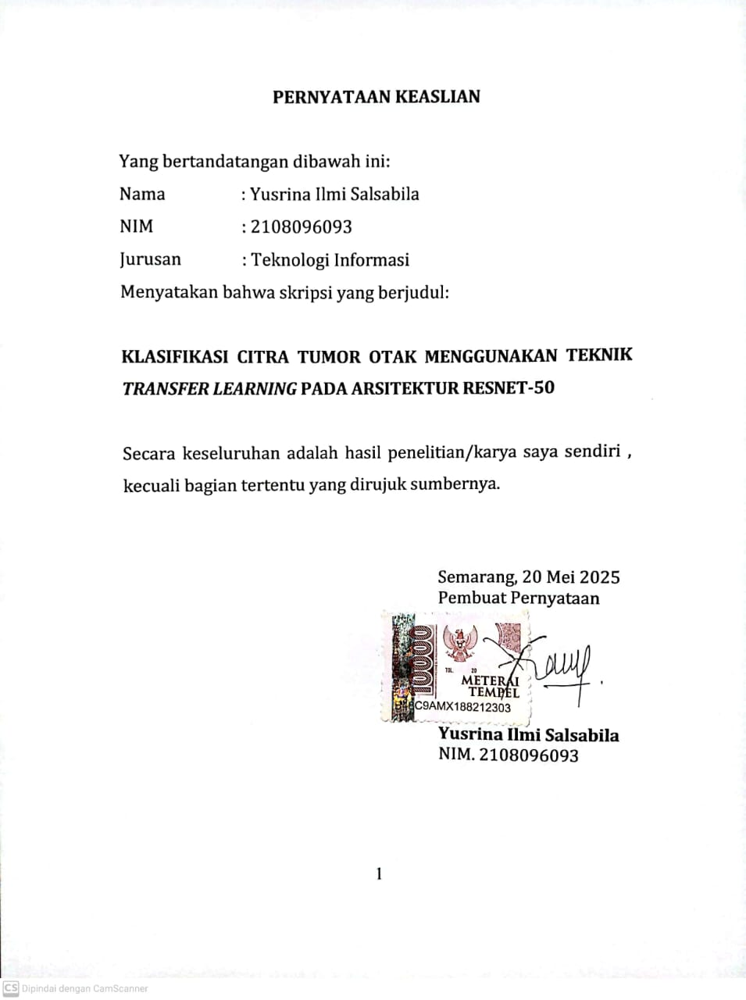 PERNYATAAN KEASLIAN
Yang bertandatangan dibawah ini:
Nama : Yusrina Ilmi Salsabila
NIM : 2108096093
Jurusan : Teknologi Informasi
Menyatakan bahwa skripsi yang berjudul:
KLASIFIKASI CITRA TUMOR OTAK MENGGUNAKAN TEKNIK
TRANSFER LEARNING PADA ARSITEKTUR RESNET-50
Secara keseluruhan adalah hasil penelitian/karya saya sendiri ,
kecuali bagian tertentu yang dirujuk sumbernya.
Semarang, 20 Mei 2025
Pembuat Pernyataan
10000
TGL. 20
METERAI
TEMPEL
C9AMX188212303
Yusrina Ilmi Salsabila
NIM. 2108096093
1
CS Dipindai dengan CamScanner